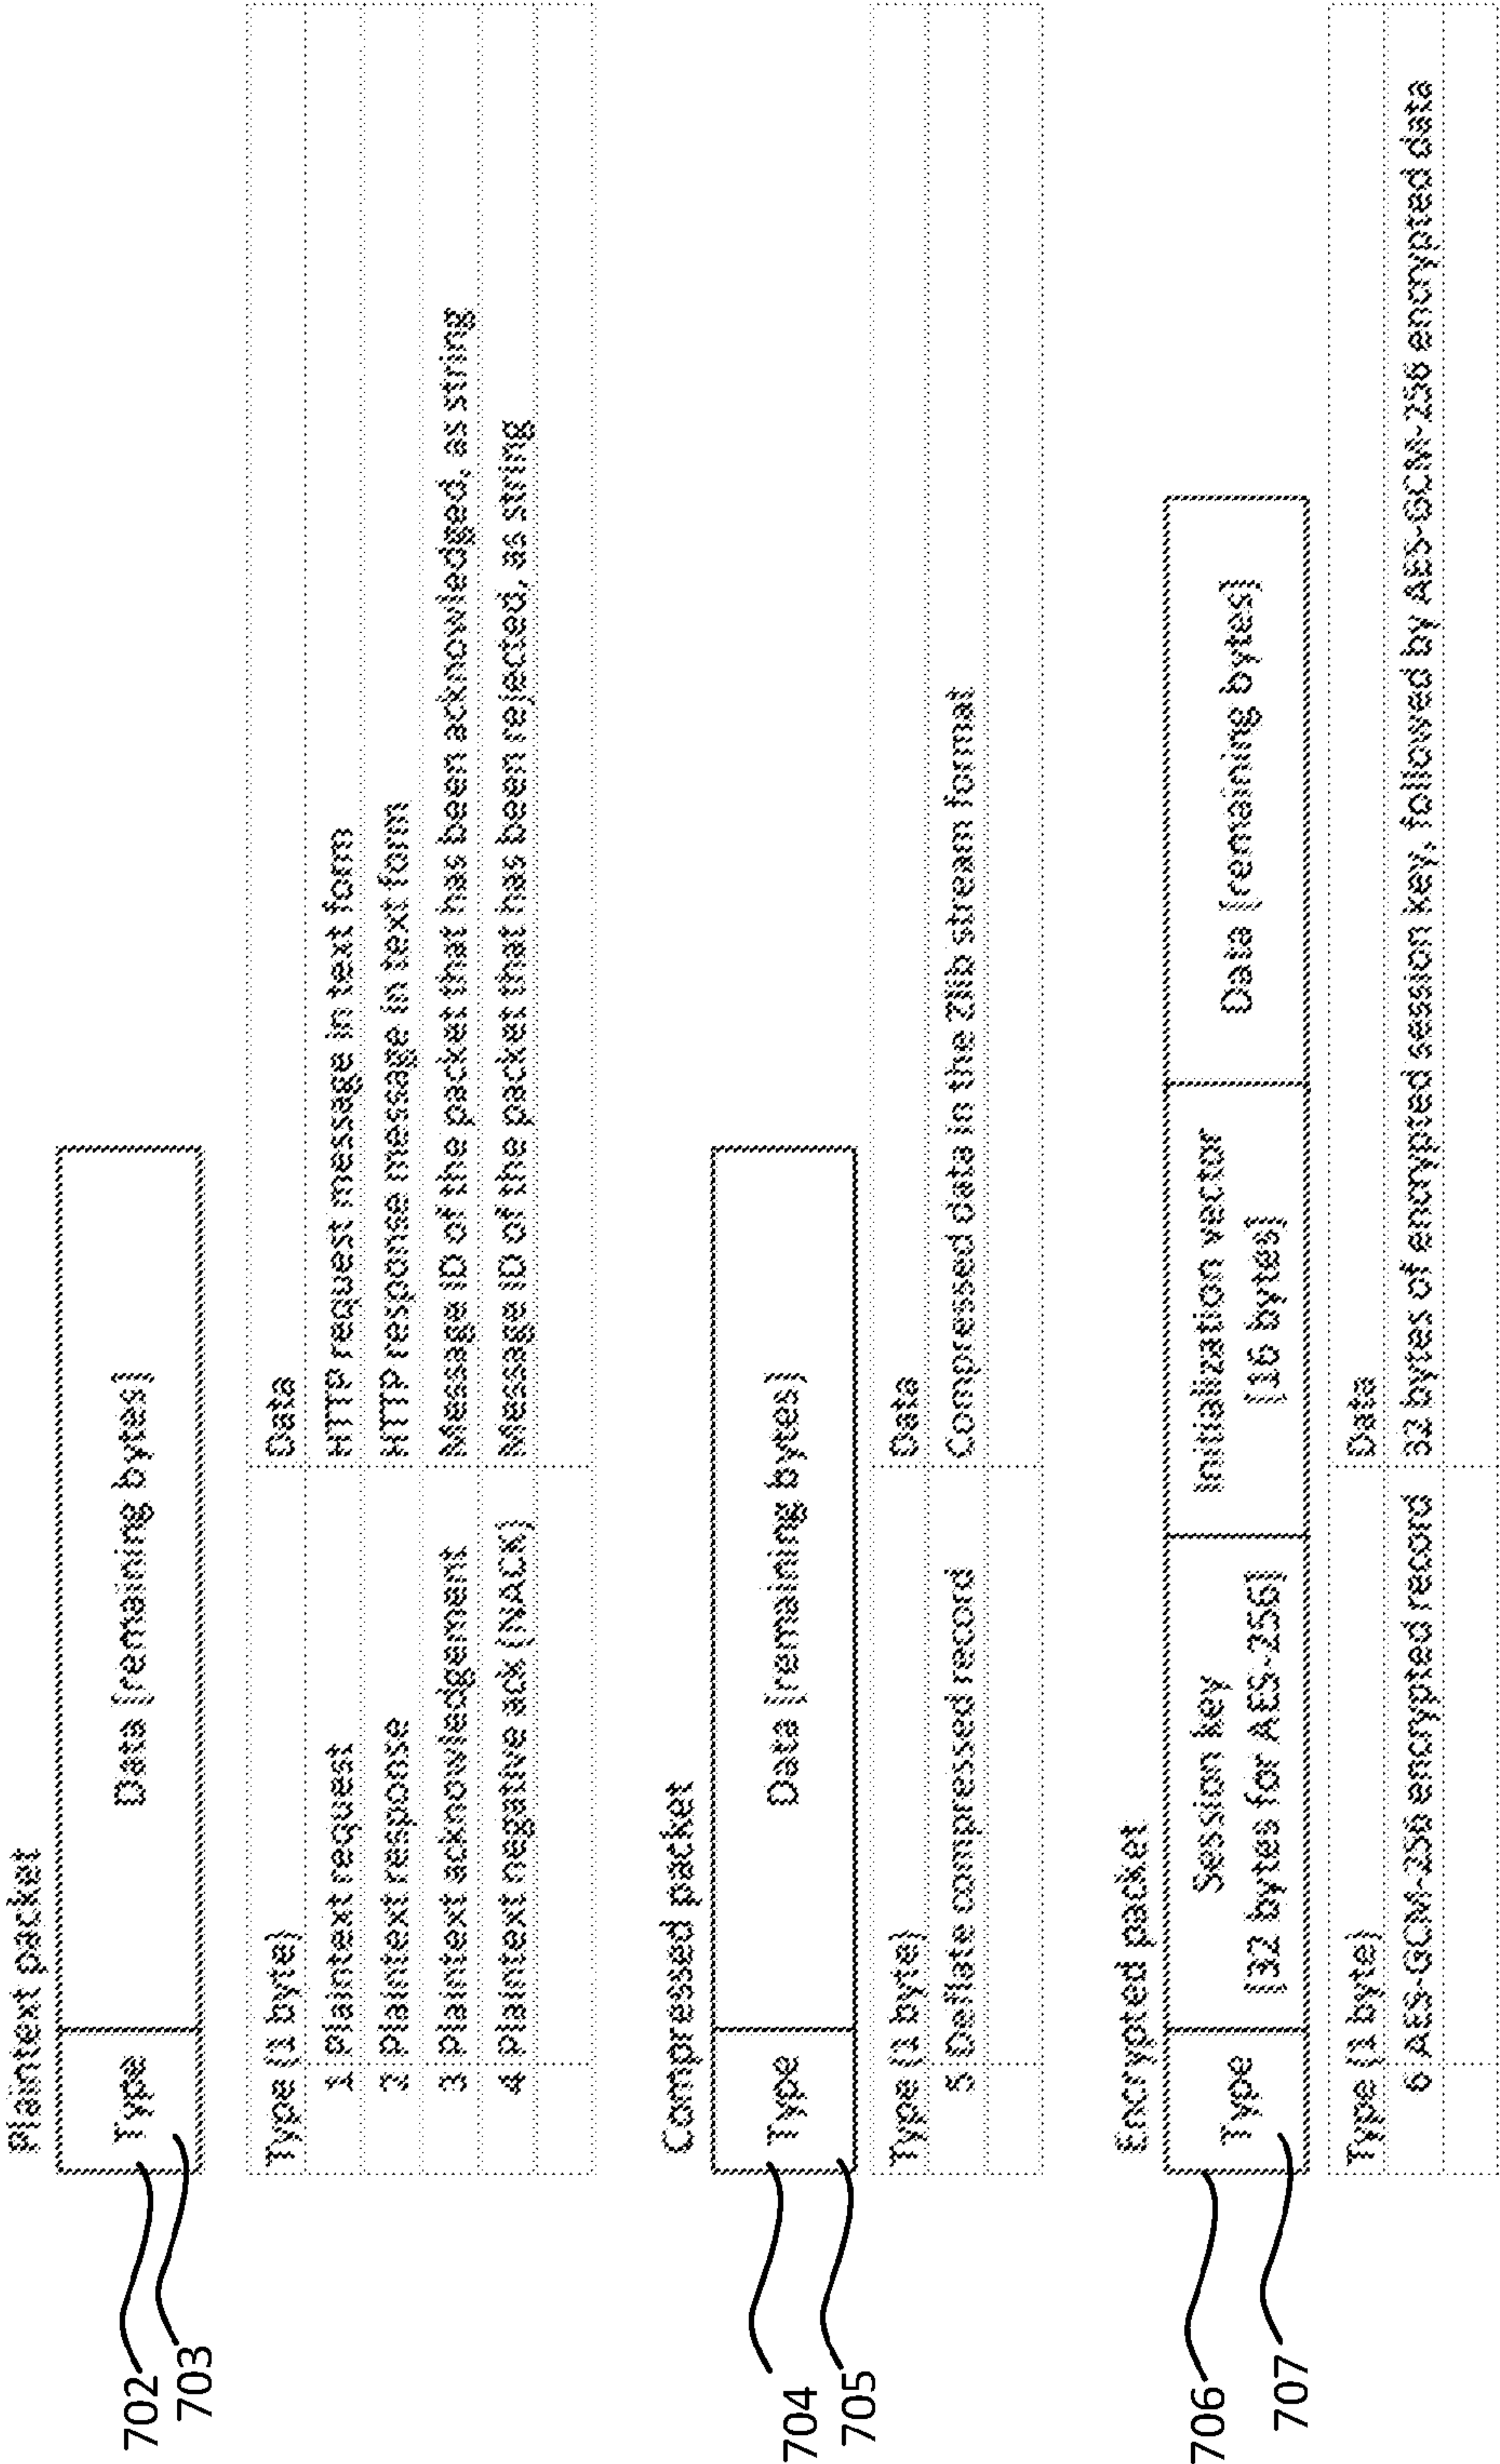 Plaintext packet
Type Data [remaining bytes]
702
703
Type (1 byte) Data
1 Plaintext request HTTP request message in text form
2 Plaintext response HTTP response message in text form
3 Plaintext acknowledgement Message ID of the packet that has been acknowledged, as string
4 Plaintext negative ack (NACK) Message ID of the packet that has been rejected, as string
Compressed packet
Type Data [remaining bytes]
704
705
Type (1 byte) Data
5 Deflate compressed record Compressed data in the Zlib stream format
Encrypted packet
Type Session key Initialization vector Data [remaining bytes]
[32 bytes for AES-256] [16 bytes]
706
707
Type (1 byte) Data
6 AES-GCM-256 encrypted record 32 bytes of encrypted session key, followed by AES-GCM-256 encrypted data